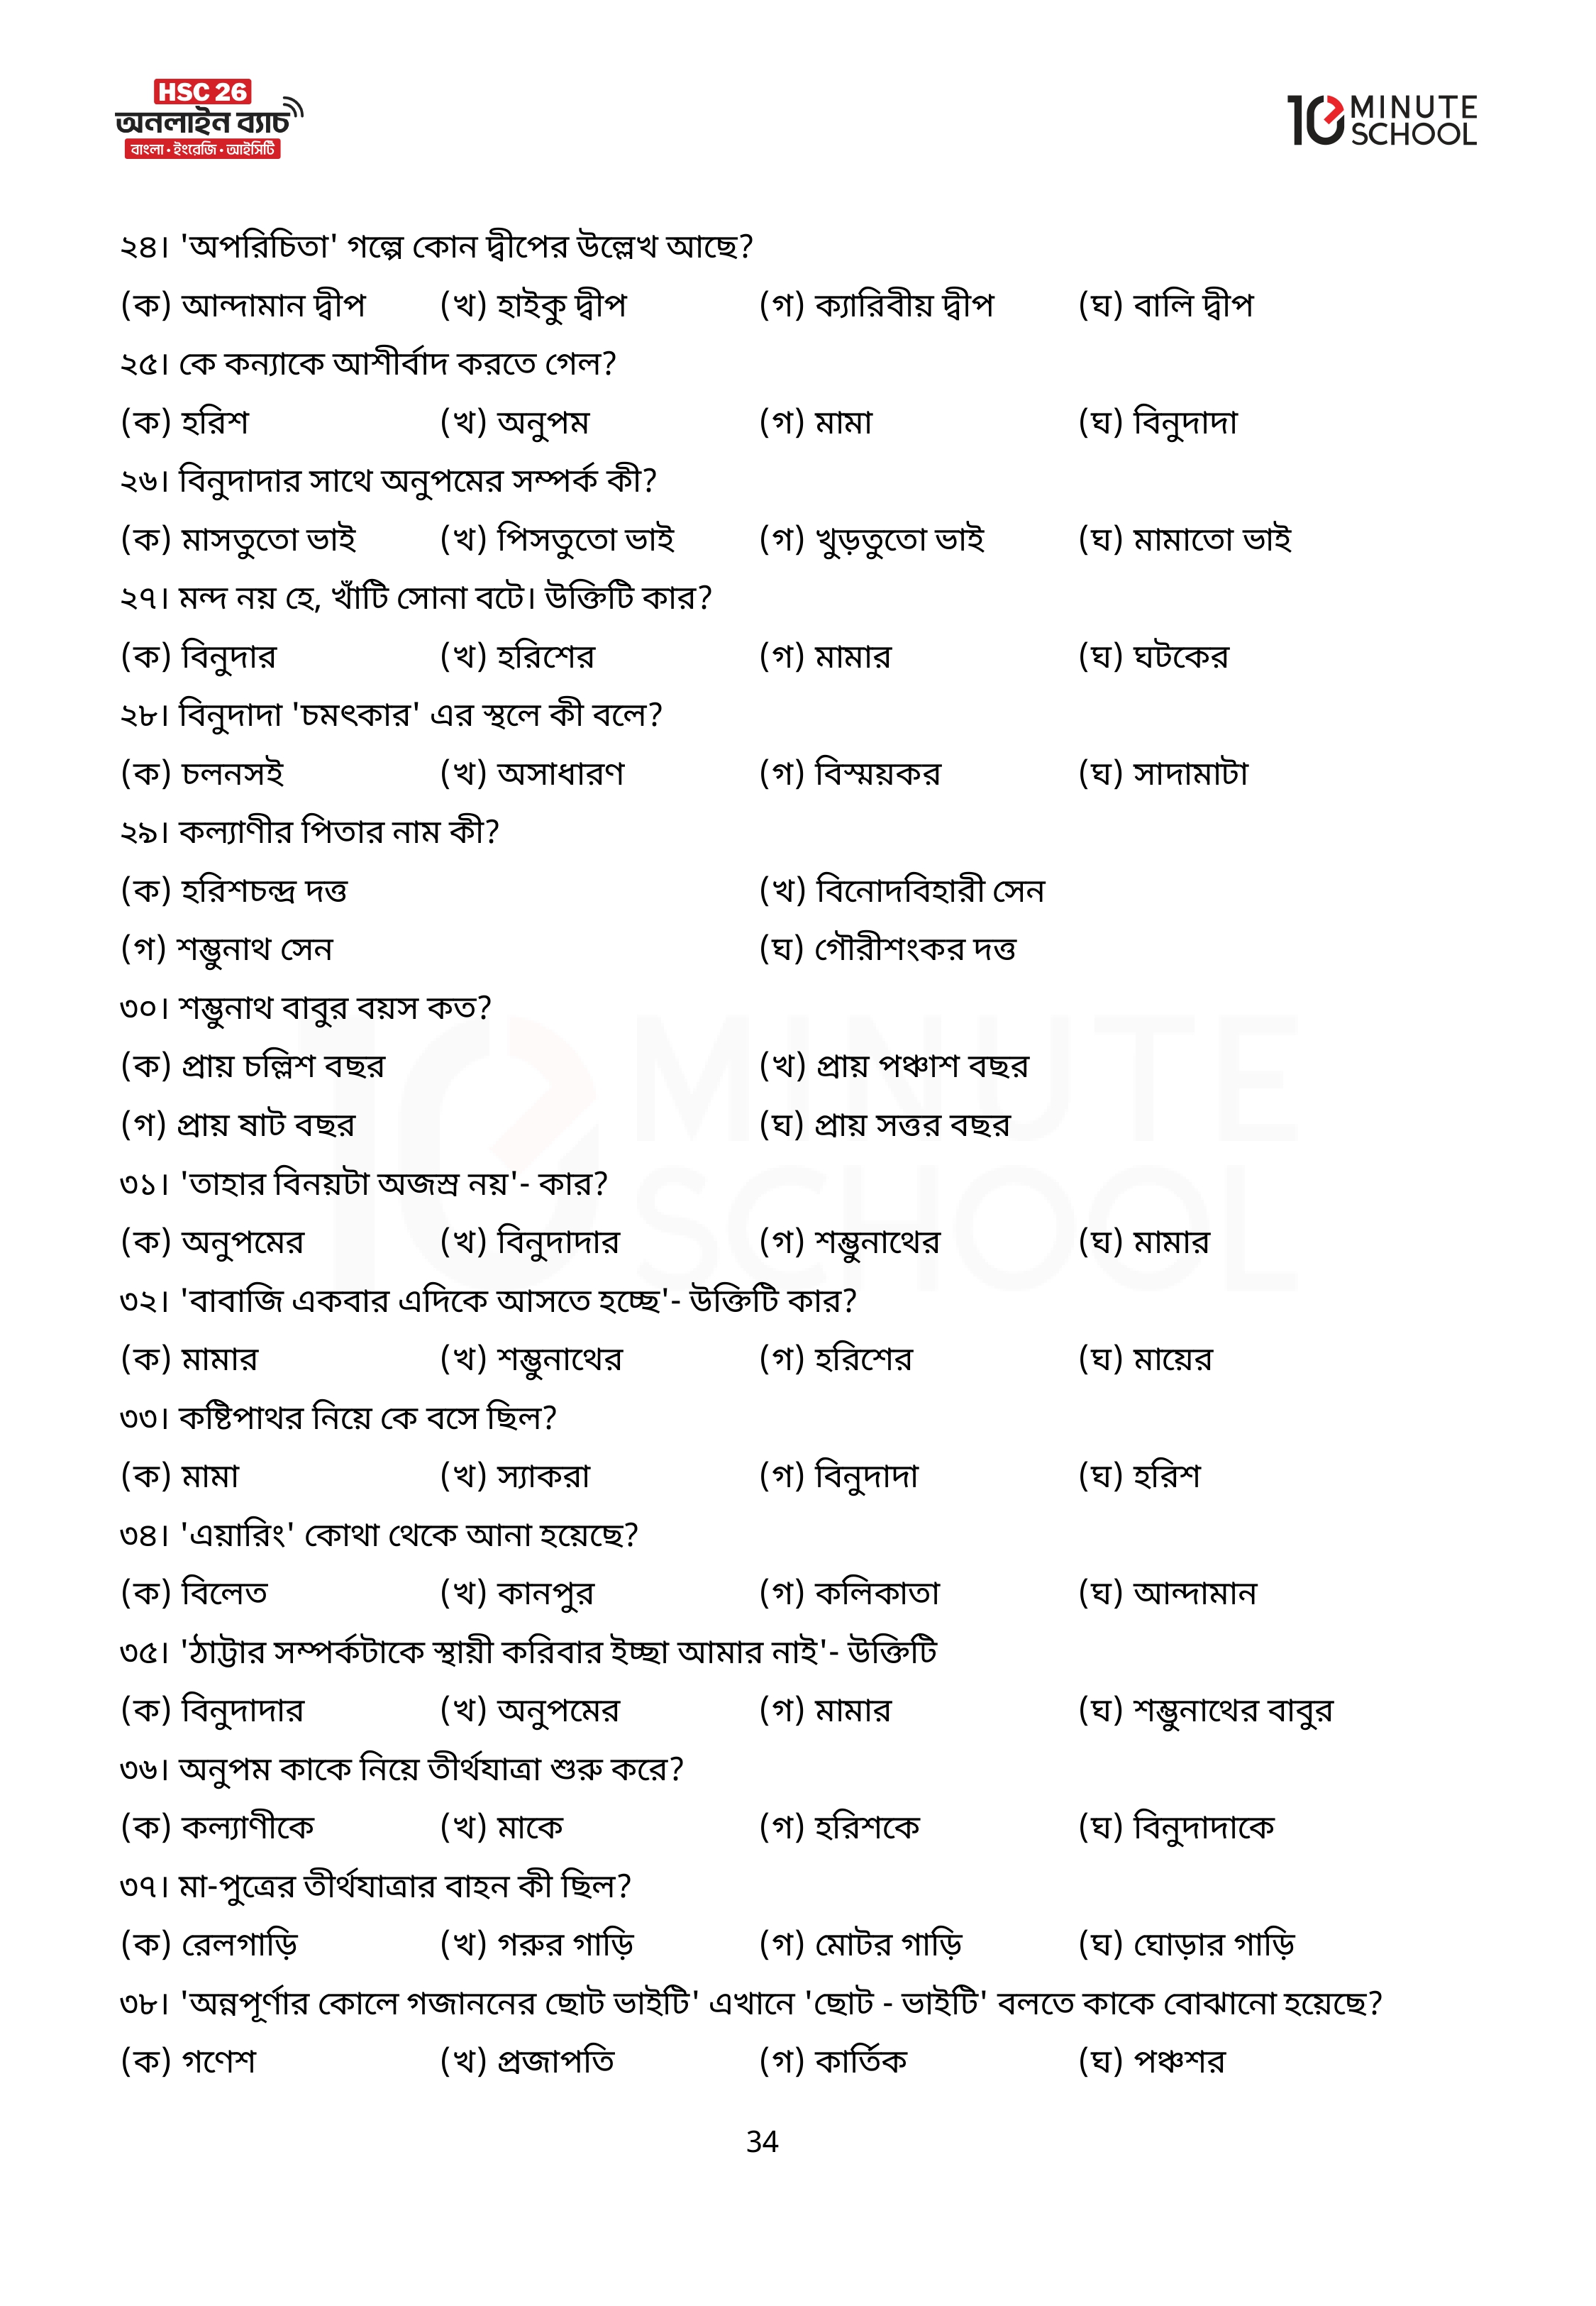 HSC 26
অনলাইন ব্যাচ
বাংলা • ইংরেজি • আইসিটি
10 MINUTE SCHOOL
২৪। 'অপরিচিতা' গল্পে কোন দ্বীপের উল্লেখ আছে?
(ক) আন্দামান দ্বীপ (খ) হাইকু দ্বীপ (গ) ক্যারিবীয় দ্বীপ (ঘ) বালি দ্বীপ
২৫। কে কন্যাকে আশীর্বাদ করতে গেল?
(ক) হরিশ (খ) অনুপম (গ) মামা (ঘ) বিনুদাদা
২৬। বিনুদাদার সাথে অনুপমের সম্পর্ক কী?
(ক) মাসতুতো ভাই (খ) পিসতুতো ভাই (গ) খুড়তুতো ভাই (ঘ) মামাতো ভাই
২৭। মন্দ নয় হে, খাঁটি সোনা বটে। উক্তিটি কার?
(ক) বিনুদার (খ) হরিশের (গ) মামার (ঘ) ঘটকের
২৮। বিনুদাদা 'চমৎকার' এর স্থলে কী বলে?
(ক) চলনসই (খ) অসাধারণ (গ) বিস্ময়কর (ঘ) সাদামাটা
২৯। কল্যাণীর পিতার নাম কী?
(ক) হরিশচন্দ্র দত্ত (খ) বিনোদবিহারী সেন
(গ) শম্ভুনাথ সেন (ঘ) গৌরীশংকর দত্ত
৩০। শম্ভুনাথ বাবুর বয়স কত?
(ক) প্রায় চল্লিশ বছর (খ) প্রায় পঞ্চাশ বছর
(গ) প্রায় ষাট বছর (ঘ) প্রায় সত্তর বছর
৩১। 'তাহার বিনয়টা অজস্র নয়'- কার?
(ক) অনুপমের (খ) বিনুদাদার (গ) শম্ভুনাথের (ঘ) মামার
৩২। 'বাবাজি একবার এদিকে আসতে হচ্ছে'- উক্তিটি কার?
(ক) মামার (খ) শম্ভুনাথের (গ) হরিশের (ঘ) মায়ের
৩৩। কষ্টিপাথর নিয়ে কে বসে ছিল?
(ক) মামা (খ) স্যাকরা (গ) বিনুদাদা (ঘ) হরিশ
৩৪। 'এয়ারিং' কোথা থেকে আনা হয়েছে?
(ক) বিলেত (খ) কানপুর (গ) কলিকাতা (ঘ) আন্দামান
৩৫। 'ঠাট্টার সম্পর্কটাকে স্থায়ী করিবার ইচ্ছা আমার নাই'- উক্তিটি
(ক) বিনুদাদার (খ) অনুপমের (গ) মামার (ঘ) শম্ভুনাথের বাবুর
৩৬। অনুপম কাকে নিয়ে তীর্থযাত্রা শুরু করে?
(ক) কল্যাণীকে (খ) মাকে (গ) হরিশকে (ঘ) বিনুদাদাকে
৩৭। মা-পুত্রের তীর্থযাত্রার বাহন কী ছিল?
(ক) রেলগাড়ি (খ) গরুর গাড়ি (গ) মোটর গাড়ি (ঘ) ঘোড়ার গাড়ি
৩৮। 'অন্নপূর্ণার কোলে গজাননের ছোট ভাইটি' এখানে 'ছোট - ভাইটি' বলতে কাকে বোঝানো হয়েছে?
(ক) গণেশ (খ) প্রজাপতি (গ) কার্তিক (ঘ) পঞ্চশর
34